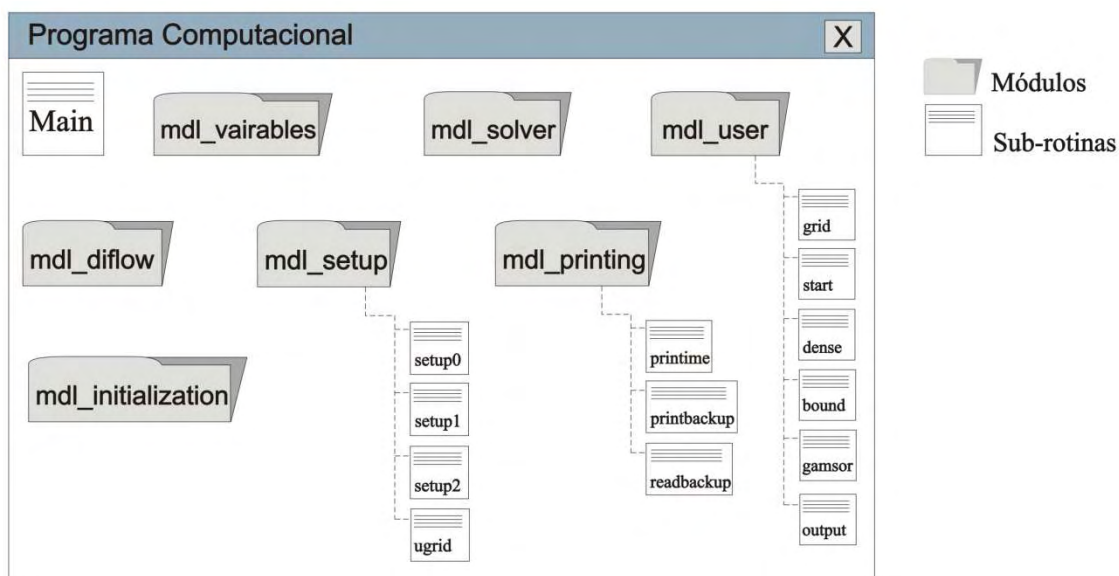 Programa Computacional
X
Main
mdl_vairables
mdl_solver
mdl_user
mdl_diflow
mdl_setup
mdl_printing
mdl_initialization
setup0
setup1
setup2
ugrid
printime
printbackup
readbackup
grid
start
dense
bound
gamsor
output
Módulos
Sub-rotinas